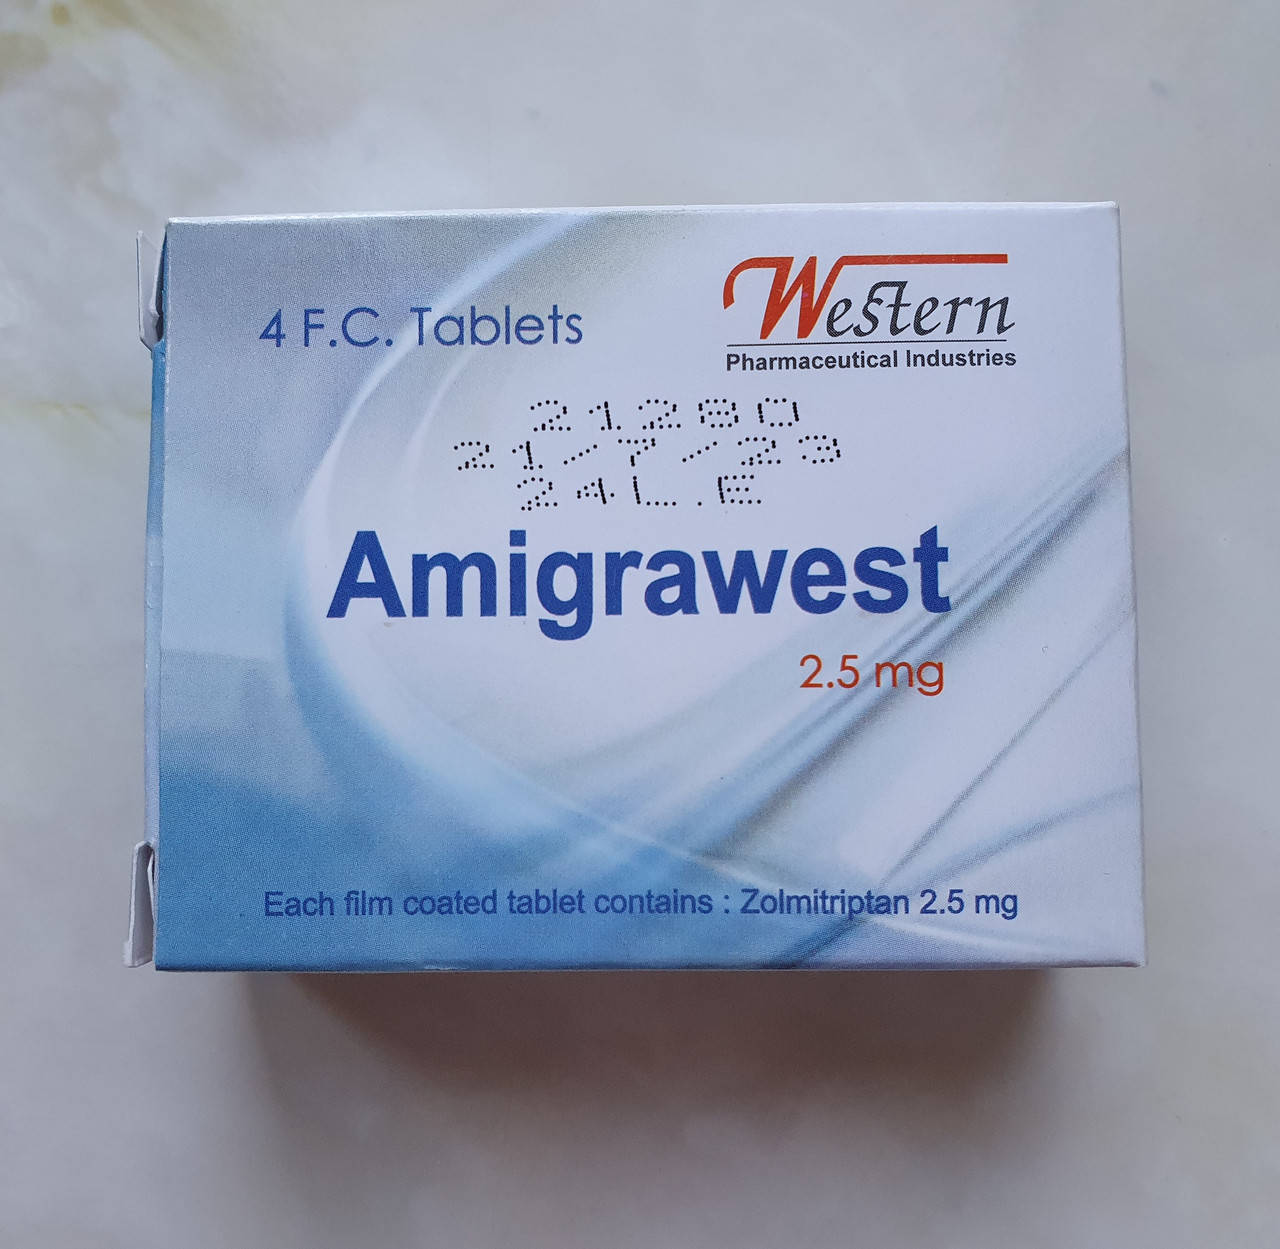 4 F.C. Tablets
Western
Pharmaceutical Industries
21280
21/7/23
24L.E
Amigrawest
2.5 mg
Each film coated tablet contains : Zolmitriptan 2.5 mg